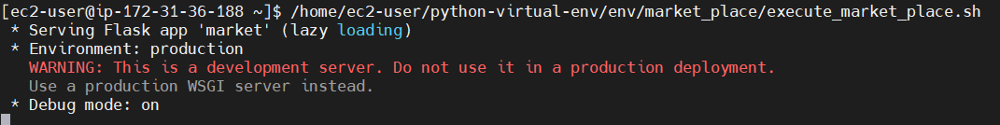 [ec2-user@ip-172-31-36-188 ~]$ /home/ec2-user/python-virtual-env/env/market_place/execute_market_place.sh
 * Serving Flask app 'market' (lazy loading)
 * Environment: production
   WARNING: This is a development server. Do not use it in a production deployment.
   Use a production WSGI server instead.
 * Debug mode: on